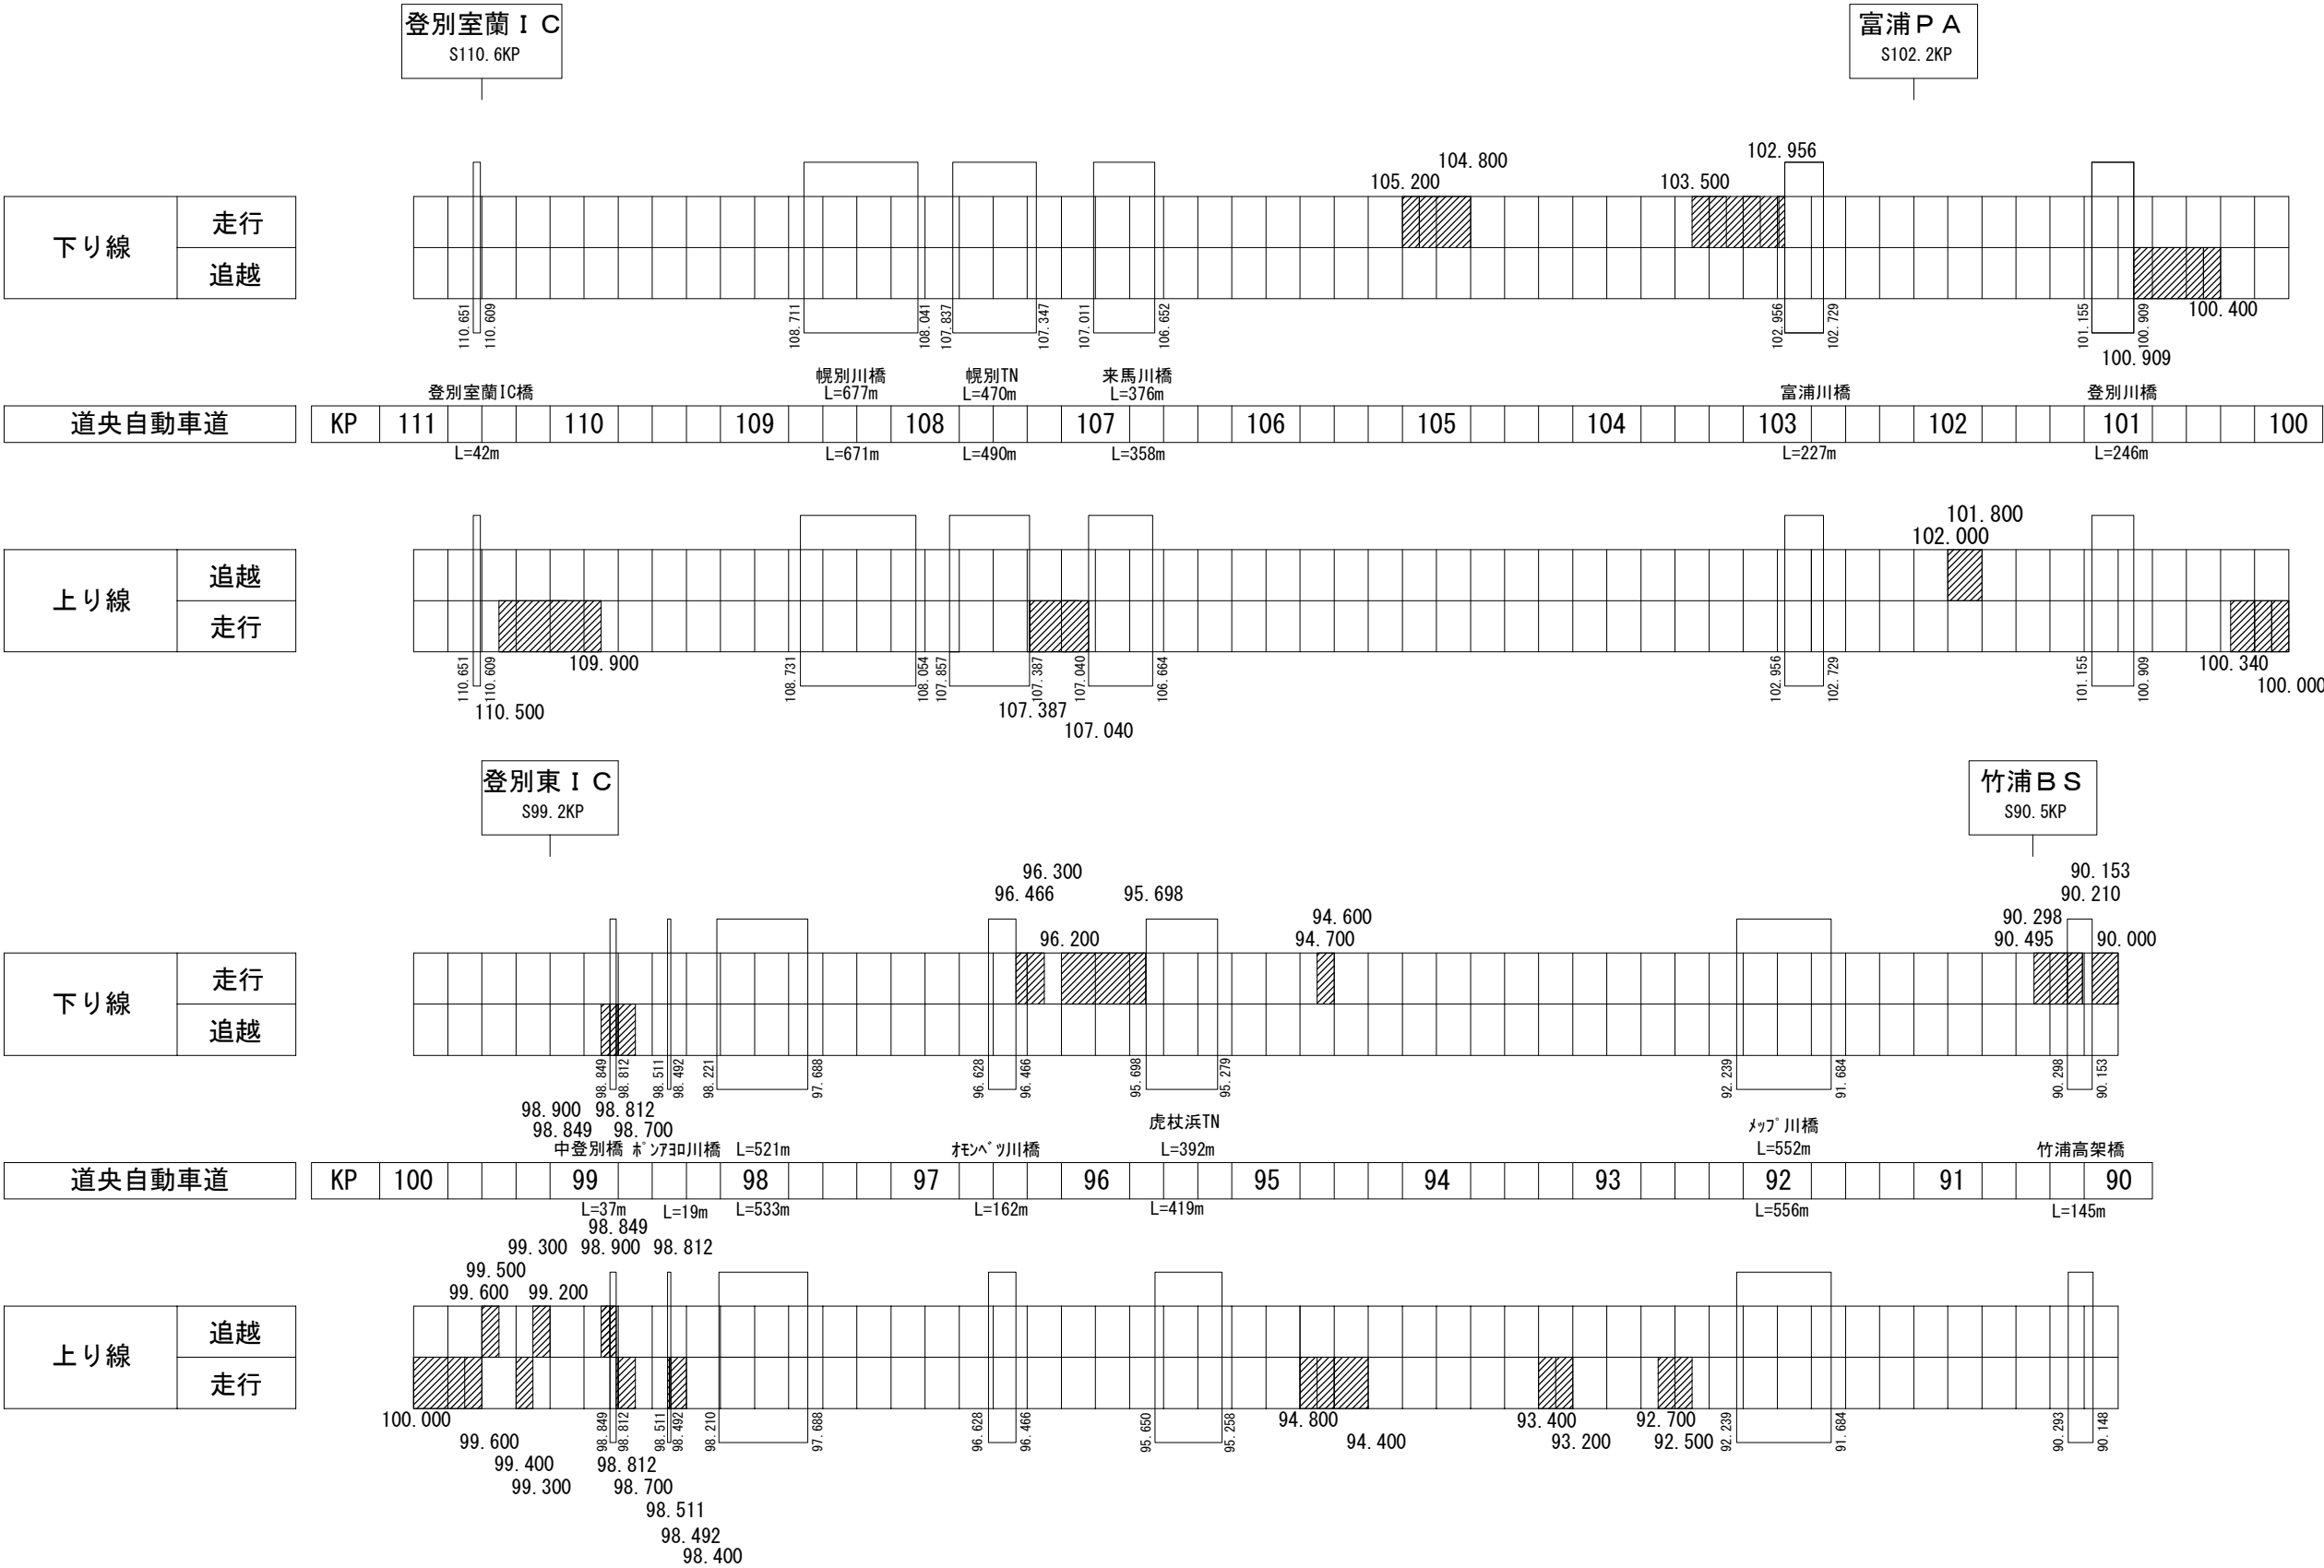 登別室蘭ＩＣ
S110.6KP
富浦ＰＡ
S102.2KP
104.800
102.956
105.200
103.500
下り線
走行
追越
110.651
110.609
108.711
108.041
107.837
107.347
107.011
106.652
102.956
102.729
101.155
100.909
100.400
100.909
登別室蘭IC橋
幌別川橋
L=677m
幌別TN
L=470m
来馬川橋
L=376m
富浦川橋
登別川橋
道央自動車道
KP 111 110 109 108 107 106 105 104 103 102 101 100
L=42m
L=671m
L=490m
L=358m
L=227m
L=246m
101.800
102.000
上り線
追越
走行
110.651
110.609
108.731
108.054
107.857
107.387
107.040
106.664
102.956
102.729
101.155
100.909
109.900
100.340
100.000
110.500
107.387
107.040
登別東ＩＣ
S99.2KP
竹浦ＢＳ
S90.5KP
96.300
90.153
96.466
95.698
90.210
94.600
90.298
96.200
94.700
90.495
90.000
下り線
走行
追越
98.849
98.812
98.511
98.492
98.221
97.688
96.628
96.466
95.698
95.279
92.239
91.684
90.298
90.153
98.900
98.812
98.849
98.700
中登別橋
ﾎﾟﾝｱﾖﾛ川橋
L=521m
ｵﾓﾝﾍﾞﾂ川橋
虎杖浜TN
L=392m
ﾒｯﾌﾟ川橋
L=552m
竹浦高架橋
道央自動車道
KP 100 99 98 97 96 95 94 93 92 91 90
L=37m
L=19m
L=533m
L=162m
L=419m
L=556m
L=145m
98.849
99.300
98.900
98.812
99.500
99.600
99.200
上り線
追越
走行
98.849
98.812
98.511
98.492
98.210
97.688
96.628
96.466
95.650
95.258
92.239
91.684
90.293
90.148
100.000
94.800
93.400
92.700
99.600
94.400
93.200
92.500
99.400
98.812
99.300
98.700
98.511
98.492
98.400